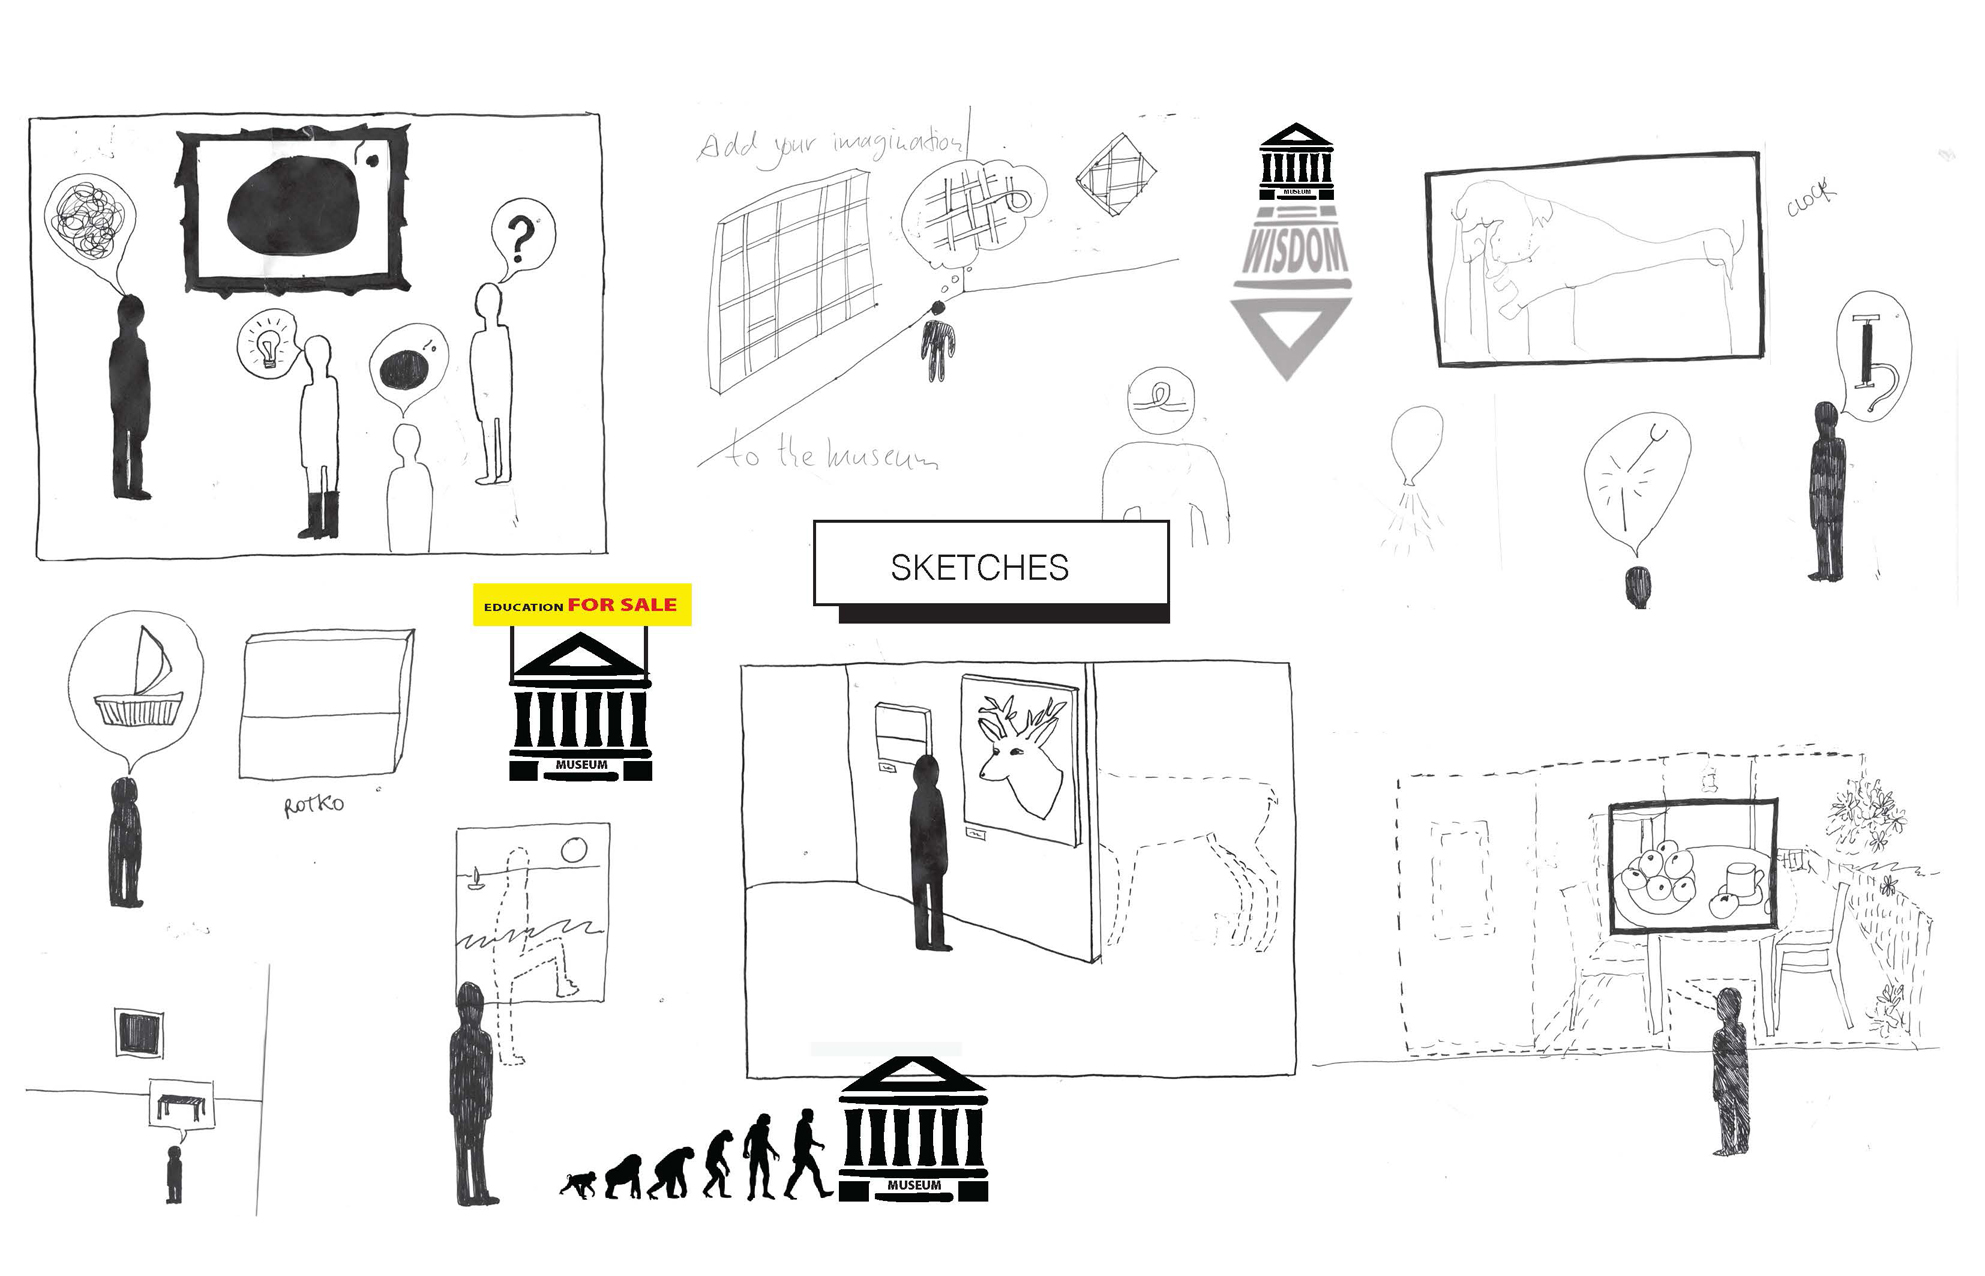 Add your imagination
to the museum
MUSEUM
WISDOM
CLOCK
?
SKETCHES
EDUCATION FOR SALE
MUSEUM
ROTKO
MUSEUM